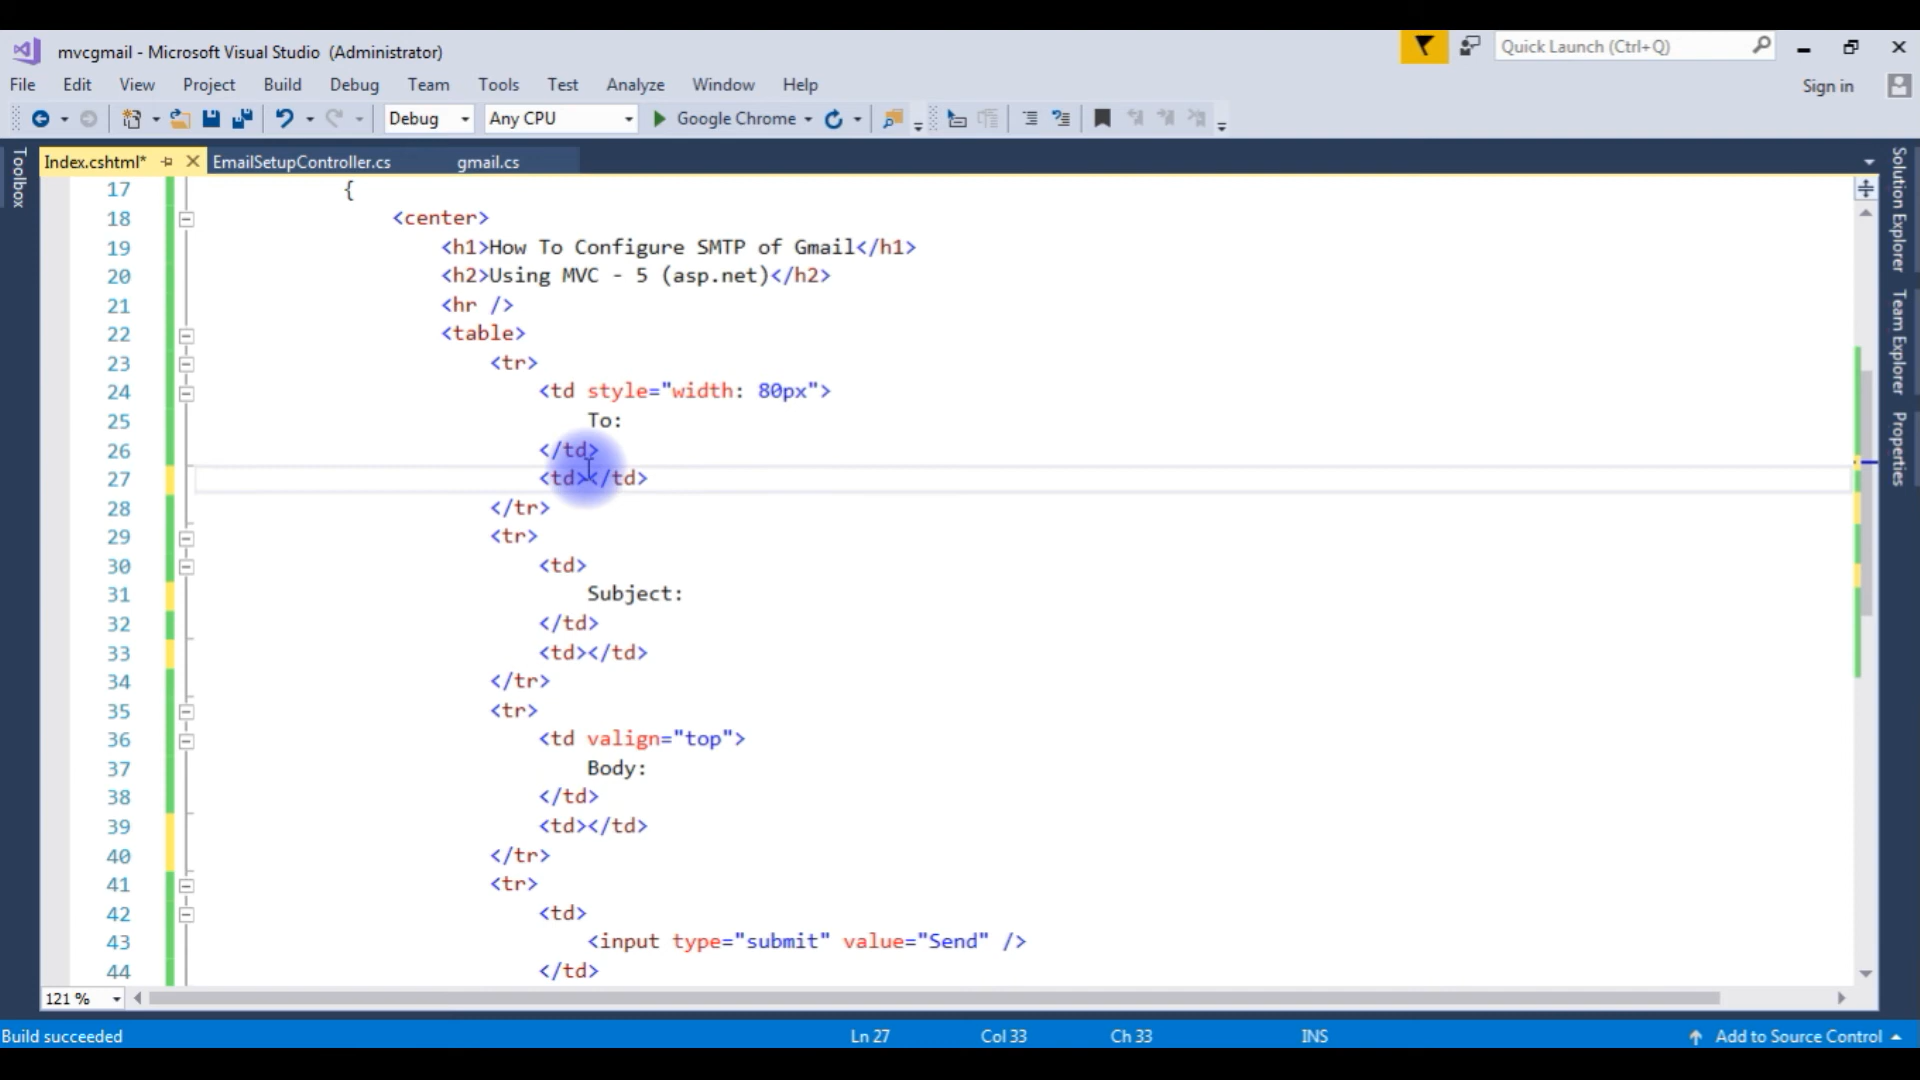 mvcgmail - Microsoft Visual Studio (Administrator)
Quick Launch (Ctrl+Q)
File Edit View Project Build Debug Team Tools Test Analyze Window Help
Sign in
Debug Any CPU Google Chrome
Toolbox
Index.cshtml* EmailSetupController.cs gmail.cs
Solution Explorer
Team Explorer
Properties
17 {
18 <center>
19 <h1>How To Configure SMTP of Gmail</h1>
20 <h2>Using MVC - 5 (asp.net)</h2>
21 <hr />
22 <table>
23 <tr>
24 <td style="width: 80px">
25 To:
26 </td>
27 <td></td>
28 </tr>
29 <tr>
30 <td>
31 Subject:
32 </td>
33 <td></td>
34 </tr>
35 <tr>
36 <td valign="top">
37 Body:
38 </td>
39 <td></td>
40 </tr>
41 <tr>
42 <td>
43 <input type="submit" value="Send" />
44 </td>
121 %
Build succeeded Ln 27 Col 33 Ch 33 INS Add to Source Control